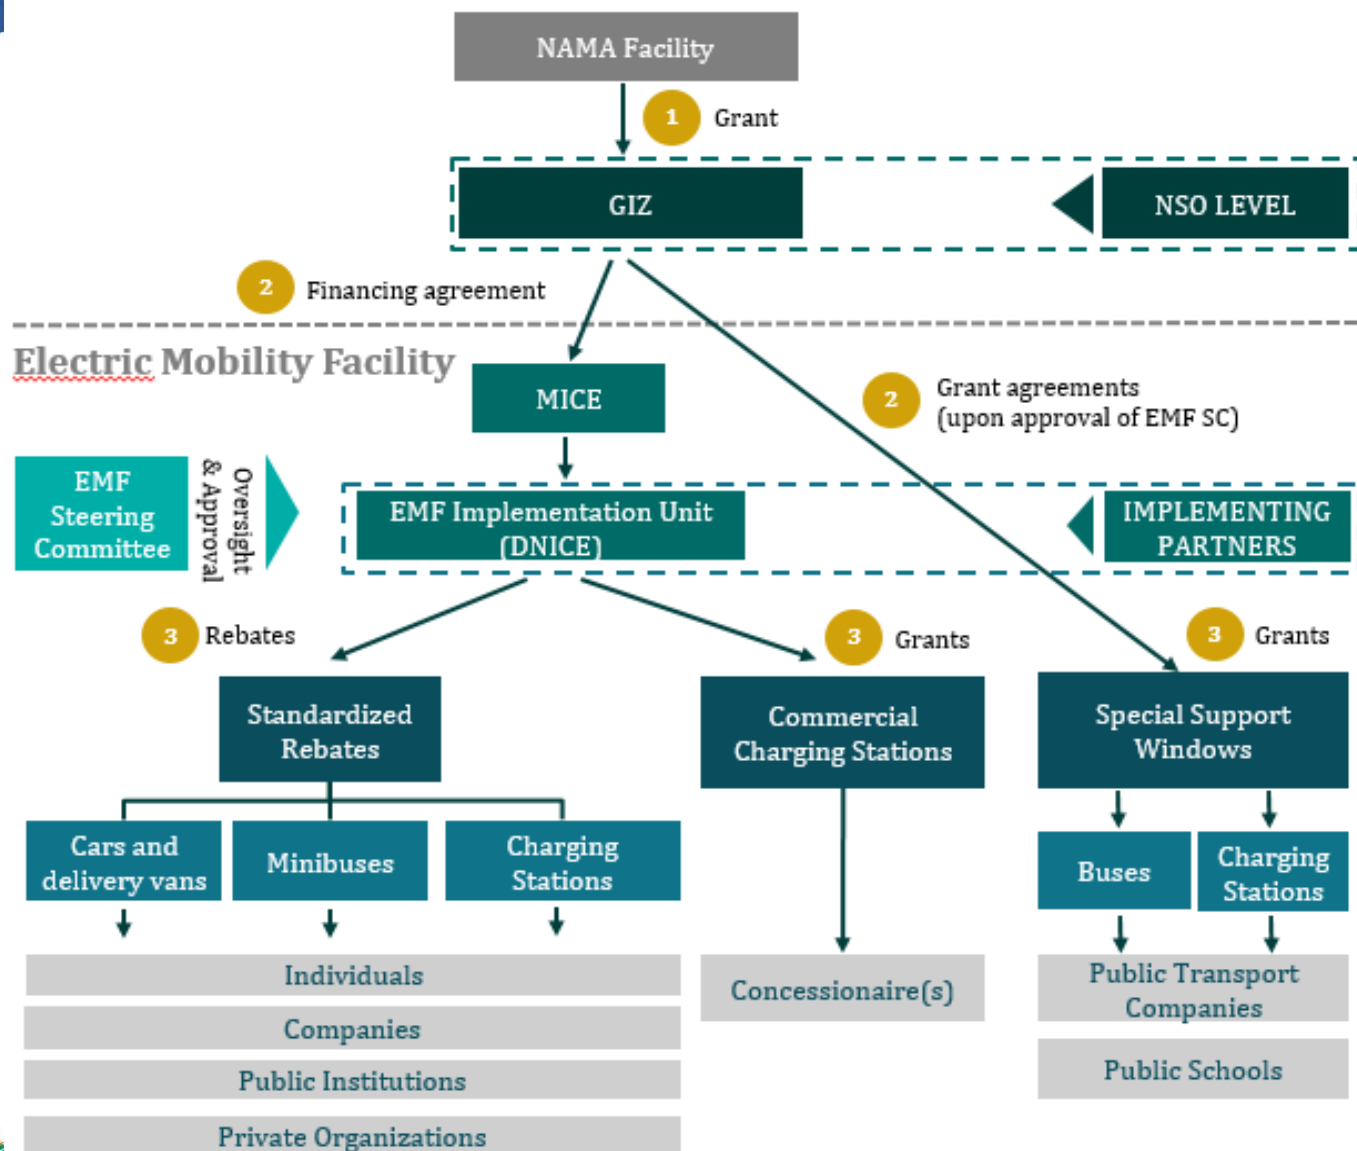 NAMA Facility
1 Grant
GIZ
NSO LEVEL
2 Financing agreement
Electric Mobility Facility
MICE
2 Grant agreements
(upon approval of EMF SC)
EMF
Steering
Committee
Oversight
& Approval
EMF Implementation Unit
(DNICE)
IMPLEMENTING
PARTNERS
3 Rebates
3 Grants
3 Grants
Standardized
Rebates
Commercial
Charging Stations
Special Support
Windows
Cars and
delivery vans
Minibuses
Charging
Stations
Buses
Charging
Stations
Individuals
Companies
Public Institutions
Private Organizations
Concessionaire(s)
Public Transport
Companies
Public Schools